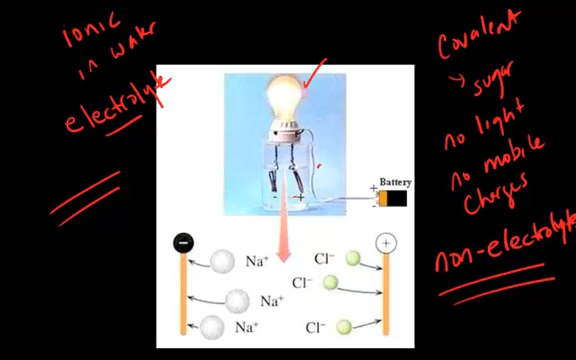 ionic
in water
electrolyte
Covalent
→ sugar
no light
no mobile
charges
non-electrolyte
Battery
+
-
- +
−
+
Na⁺
Na⁺
Na⁺
Cl⁻
Cl⁻
Cl⁻